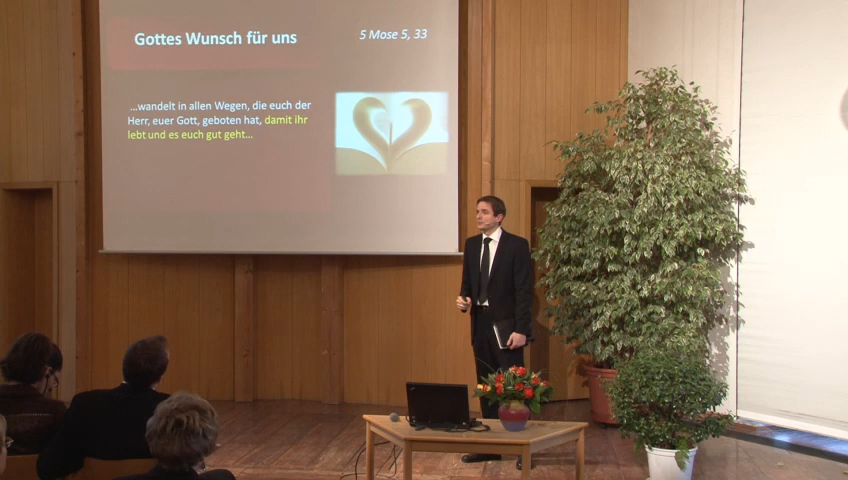 Gottes Wunsch für uns
5 Mose 5, 33
…wandelt in allen Wegen, die euch der
Herr, euer Gott, geboten hat, damit ihr
lebt und es euch gut geht…